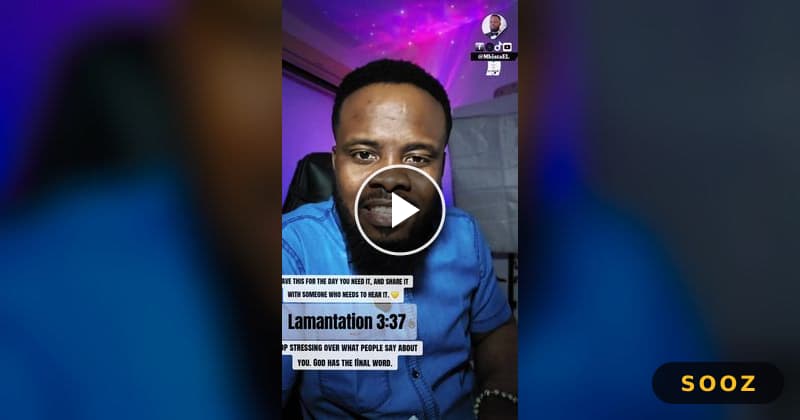 @MbiozaEL
AVE THIS FOR THE DAY YOU NEED IT, AND SHARE IT
WITH SOMEONE WHO NEEDS TO HEAR IT.
Lamantation 3:37
OP STRESSING OVER WHAT PEOPLE SAY ABOUT
YOU. GOD HAS THE FINAL WORD.
SOOZ